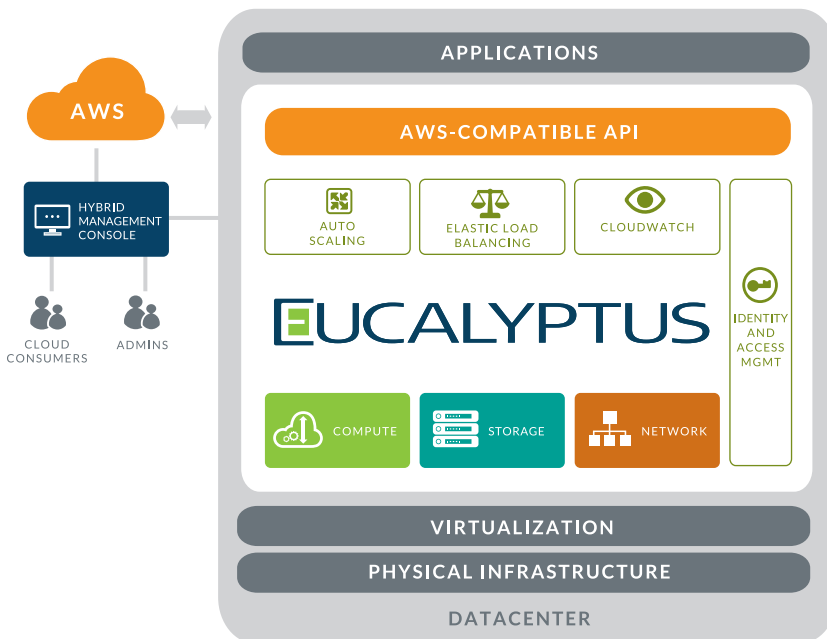 APPLICATIONS
AWS
AWS-COMPATIBLE API
HYBRID
MANAGEMENT
CONSOLE
AUTO
SCALING
ELASTIC LOAD
BALANCING
CLOUDWATCH
IDENTITY
AND
ACCESS
MGMT
EUCALYPTUS
CLOUD
CONSUMERS
ADMINS
COMPUTE
STORAGE
NETWORK
VIRTUALIZATION
PHYSICAL INFRASTRUCTURE
DATACENTER